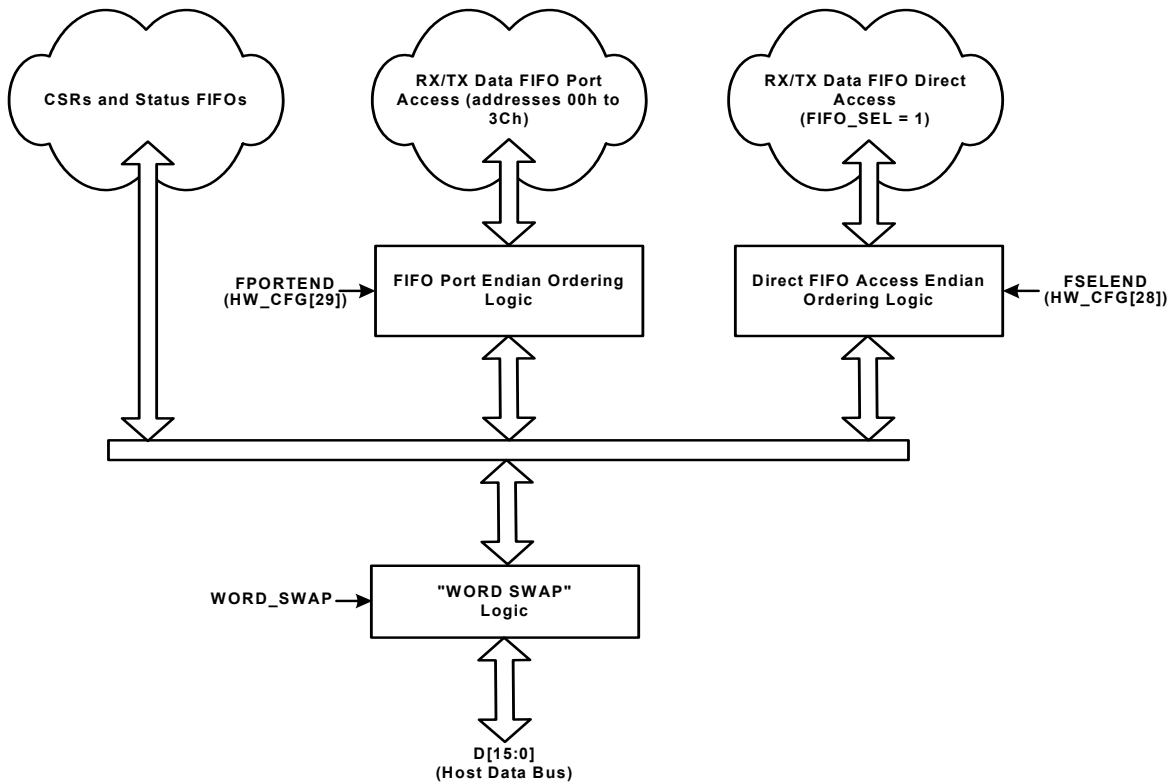 CSRs and Status FIFOs
RX/TX Data FIFO Port
Access (addresses 00h to
3Ch)
RX/TX Data FIFO Direct
Access
(FIFO_SEL = 1)
FPORTEND
(HW_CFG[29])
FIFO Port Endian Ordering
Logic
Direct FIFO Access Endian
Ordering Logic
FSELEND
(HW_CFG[28])
WORD_SWAP
"WORD SWAP"
Logic
D[15:0]
(Host Data Bus)